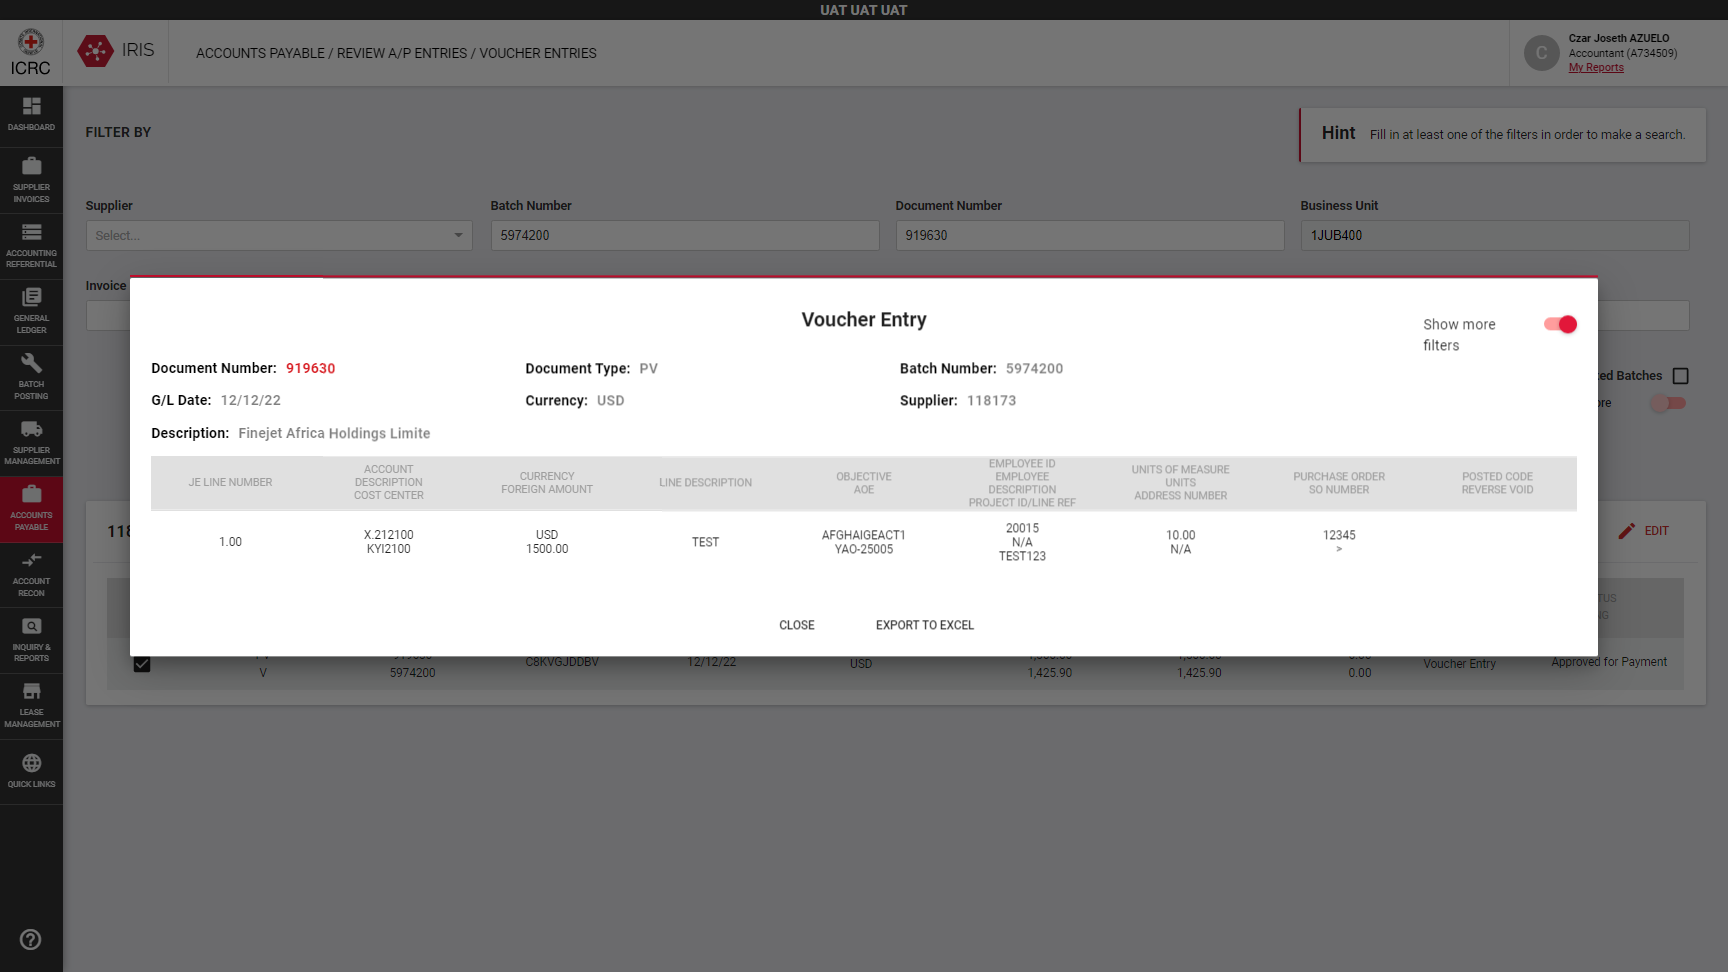 UAT UAT UAT
ICRC
IRIS
ACCOUNTS PAYABLE / REVIEW A/P ENTRIES / VOUCHER ENTRIES
C
Czar Joseth AZUELO
Accountant (A734509)
My Reports
DASHBOARD
SUPPLIER
INVOICES
ACCOUNTING
REFERENTIAL
GENERAL
LEDGER
BATCH
POSTING
SUPPLIER
MANAGEMENT
ACCOUNTS
PAYABLE
ACCOUNT
RECON
INQUIRY &
REPORTS
LEASE
MANAGEMENT
QUICK LINKS
FILTER BY
Hint Fill in at least one of the filters in order to make a search.
Supplier Batch Number Document Number Business Unit
Select... 5974200 919630 1JUB400
Invoice
Voucher Entry
Show more
filters
Document Number: 919630 Document Type: PV Batch Number: 5974200
G/L Date: 12/12/22 Currency: USD Supplier: 118173
Description: Finejet Africa Holdings Limite
JE LINE NUMBER
ACCOUNT
DESCRIPTION
COST CENTER
CURRENCY
FOREIGN AMOUNT
LINE DESCRIPTION
OBJECTIVE
AOE
EMPLOYEE ID
EMPLOYEE
DESCRIPTION
PROJECT ID/LINE REF
UNITS OF MEASURE
UNITS
ADDRESS NUMBER
PURCHASE ORDER
SO NUMBER
POSTED CODE
REVERSE VOID
1.00
X.212100
KYI2100
USD
1500.00
TEST
AFGHAIGEACT1
YAO-25005
20015
N/A
TEST123
10.00
N/A
12345
>
CLOSE EXPORT TO EXCEL
Batches
EDIT
V
5974200
C8KVGJDDBV
12/12/22
USD
1,425.90
1,425.90
0.00
Voucher Entry
Approved for Payment